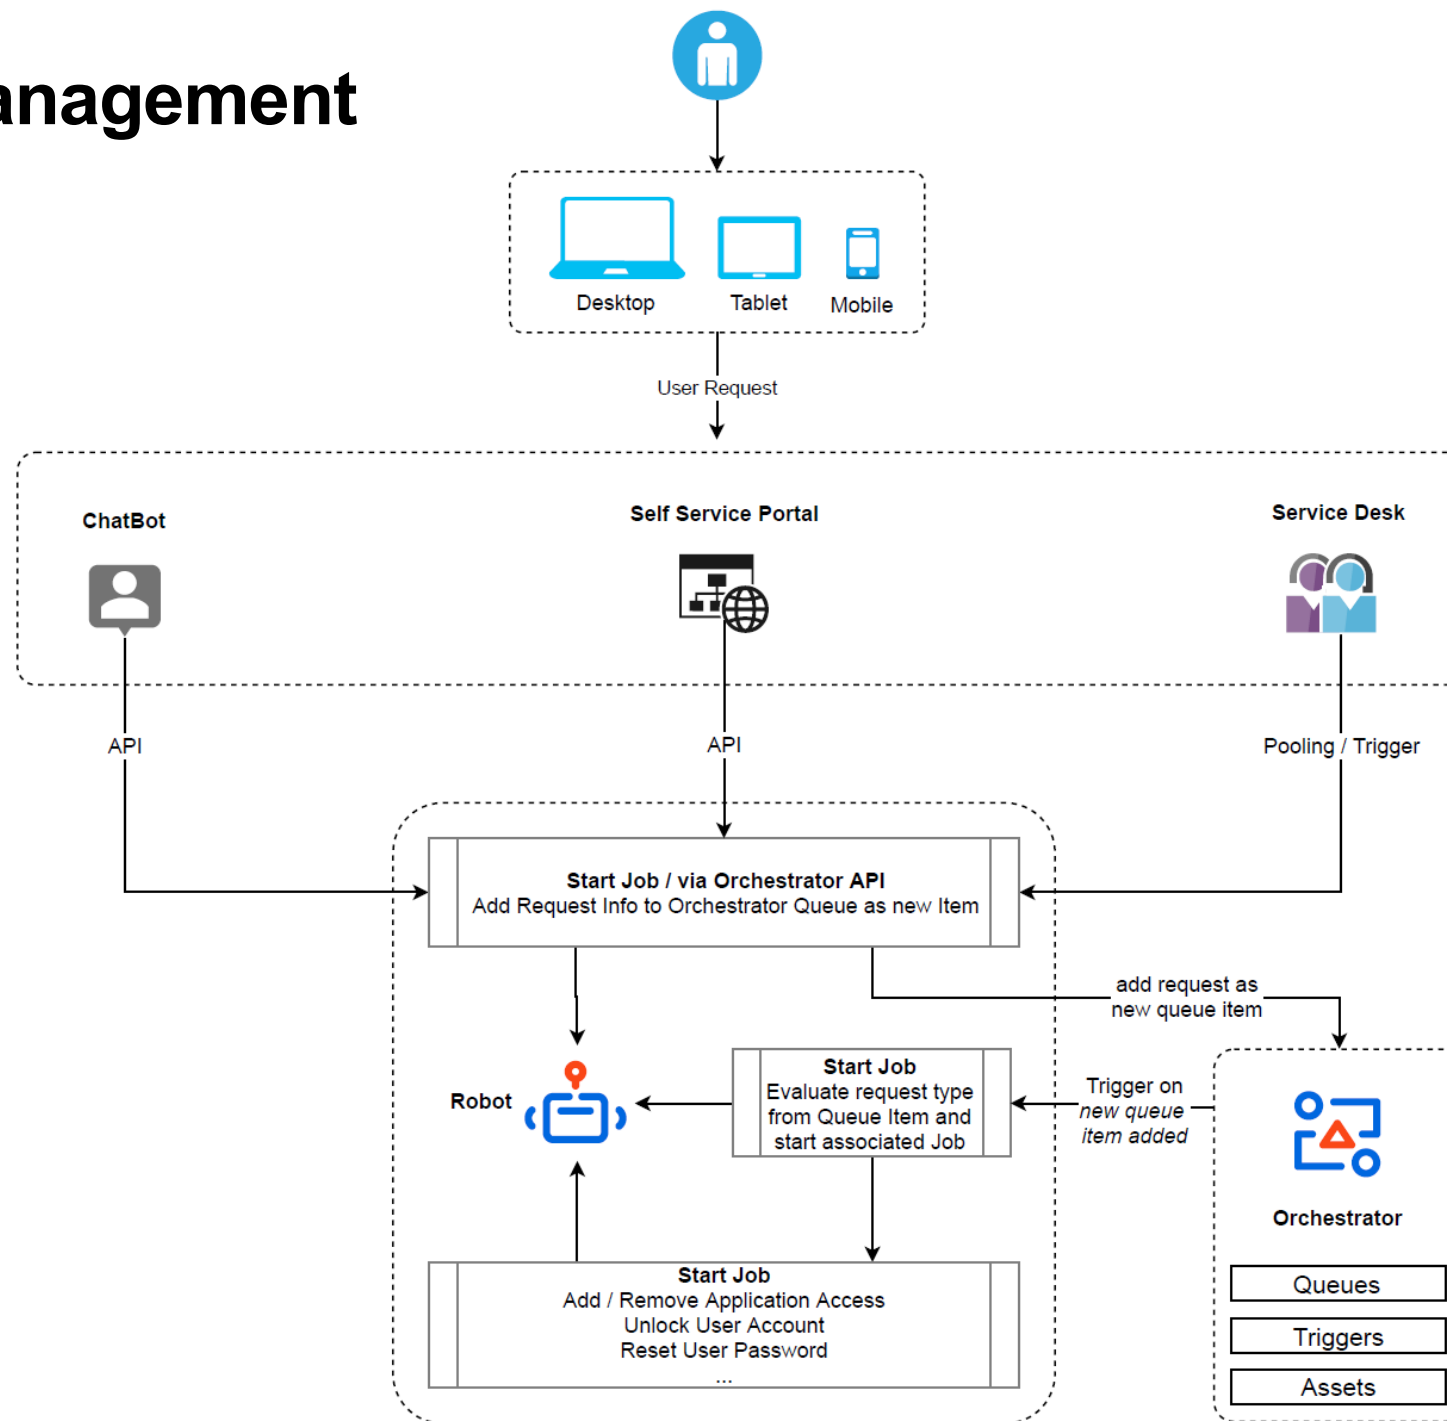 anagement
Desktop
Tablet
Mobile
User Request
ChatBot
Self Service Portal
Service Desk
API
API
Pooling / Trigger
Start Job / via Orchestrator API
Add Request Info to Orchestrator Queue as new Item
add request as
new queue item
Robot
Start Job
Evaluate request type
from Queue Item and
start associated Job
Trigger on
new queue
item added
Orchestrator
Start Job
Add / Remove Application Access
Unlock User Account
Reset User Password
...
Queues
Triggers
Assets